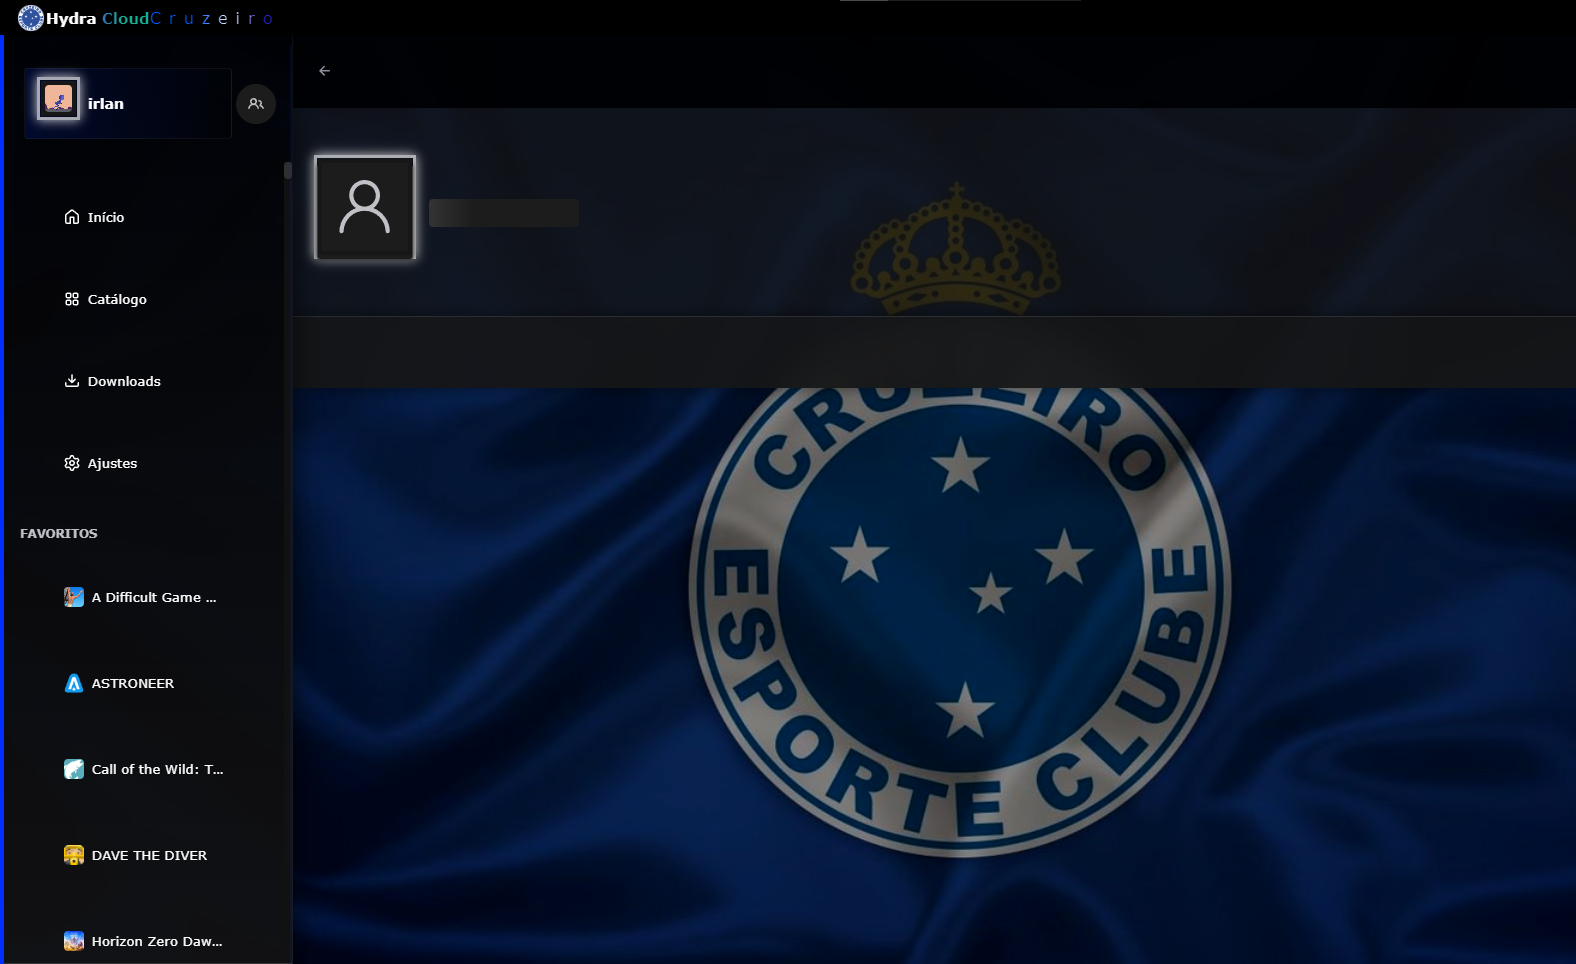 Hydra CloudCruzeiro
irlan
Início
Catálogo
Downloads
Ajustes
FAVORITOS
A Difficult Game ...
ASTRONEER
Call of the Wild: T...
DAVE THE DIVER
Horizon Zero Daw...
CRUZEIRO
ESPORTE CLUBE